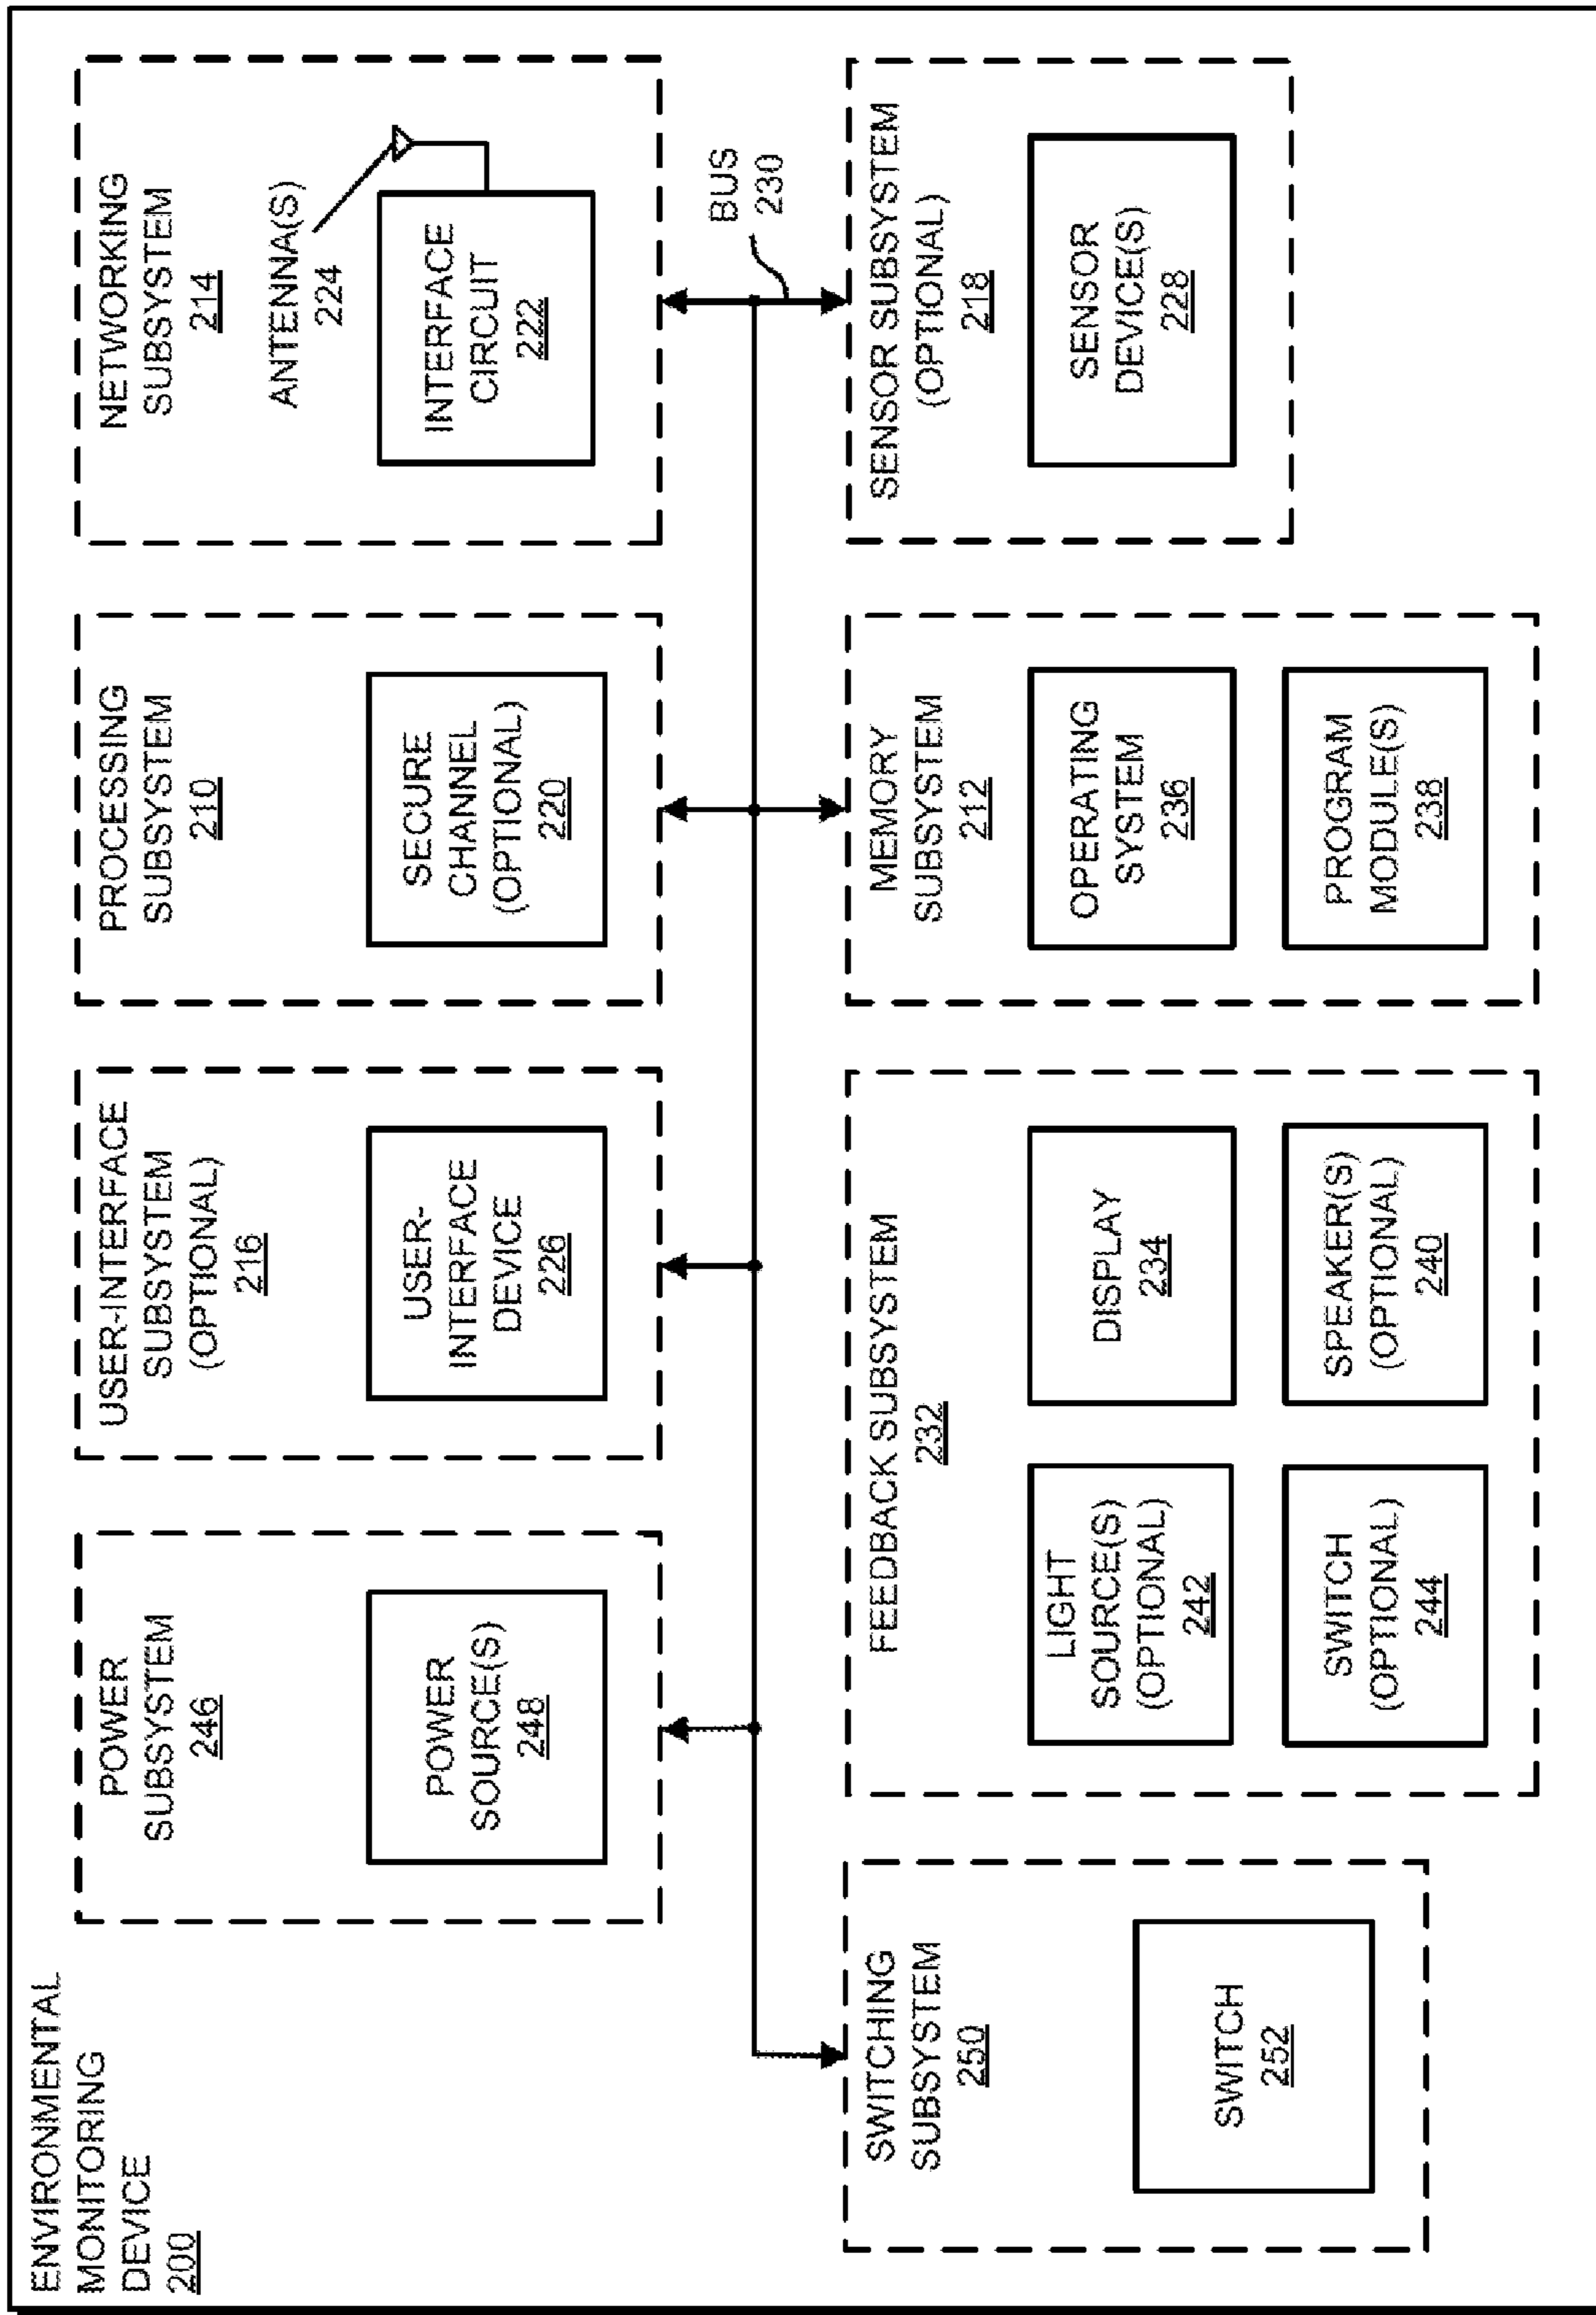 ENVIRONMENTAL
MONITORING
DEVICE
200
POWER
SUBSYSTEM
246
POWER
SOURCE(S)
248
USER-INTERFACE
SUBSYSTEM
(OPTIONAL)
216
USER-
INTERFACE
DEVICE
226
PROCESSING
SUBSYSTEM
210
SECURE
CHANNEL
(OPTIONAL)
220
NETWORKING
SUBSYSTEM
214
ANTENNA(S)
224
INTERFACE
CIRCUIT
222
BUS
230
SWITCHING
SUBSYSTEM
250
SWITCH
252
FEEDBACK SUBSYSTEM
232
LIGHT
SOURCE(S)
(OPTIONAL)
242
DISPLAY
234
SWITCH
(OPTIONAL)
244
SPEAKER(S)
(OPTIONAL)
240
MEMORY
SUBSYSTEM
212
OPERATING
SYSTEM
236
PROGRAM
MODULE(S)
238
SENSOR SUBSYSTEM
(OPTIONAL)
218
SENSOR
DEVICE(S)
228